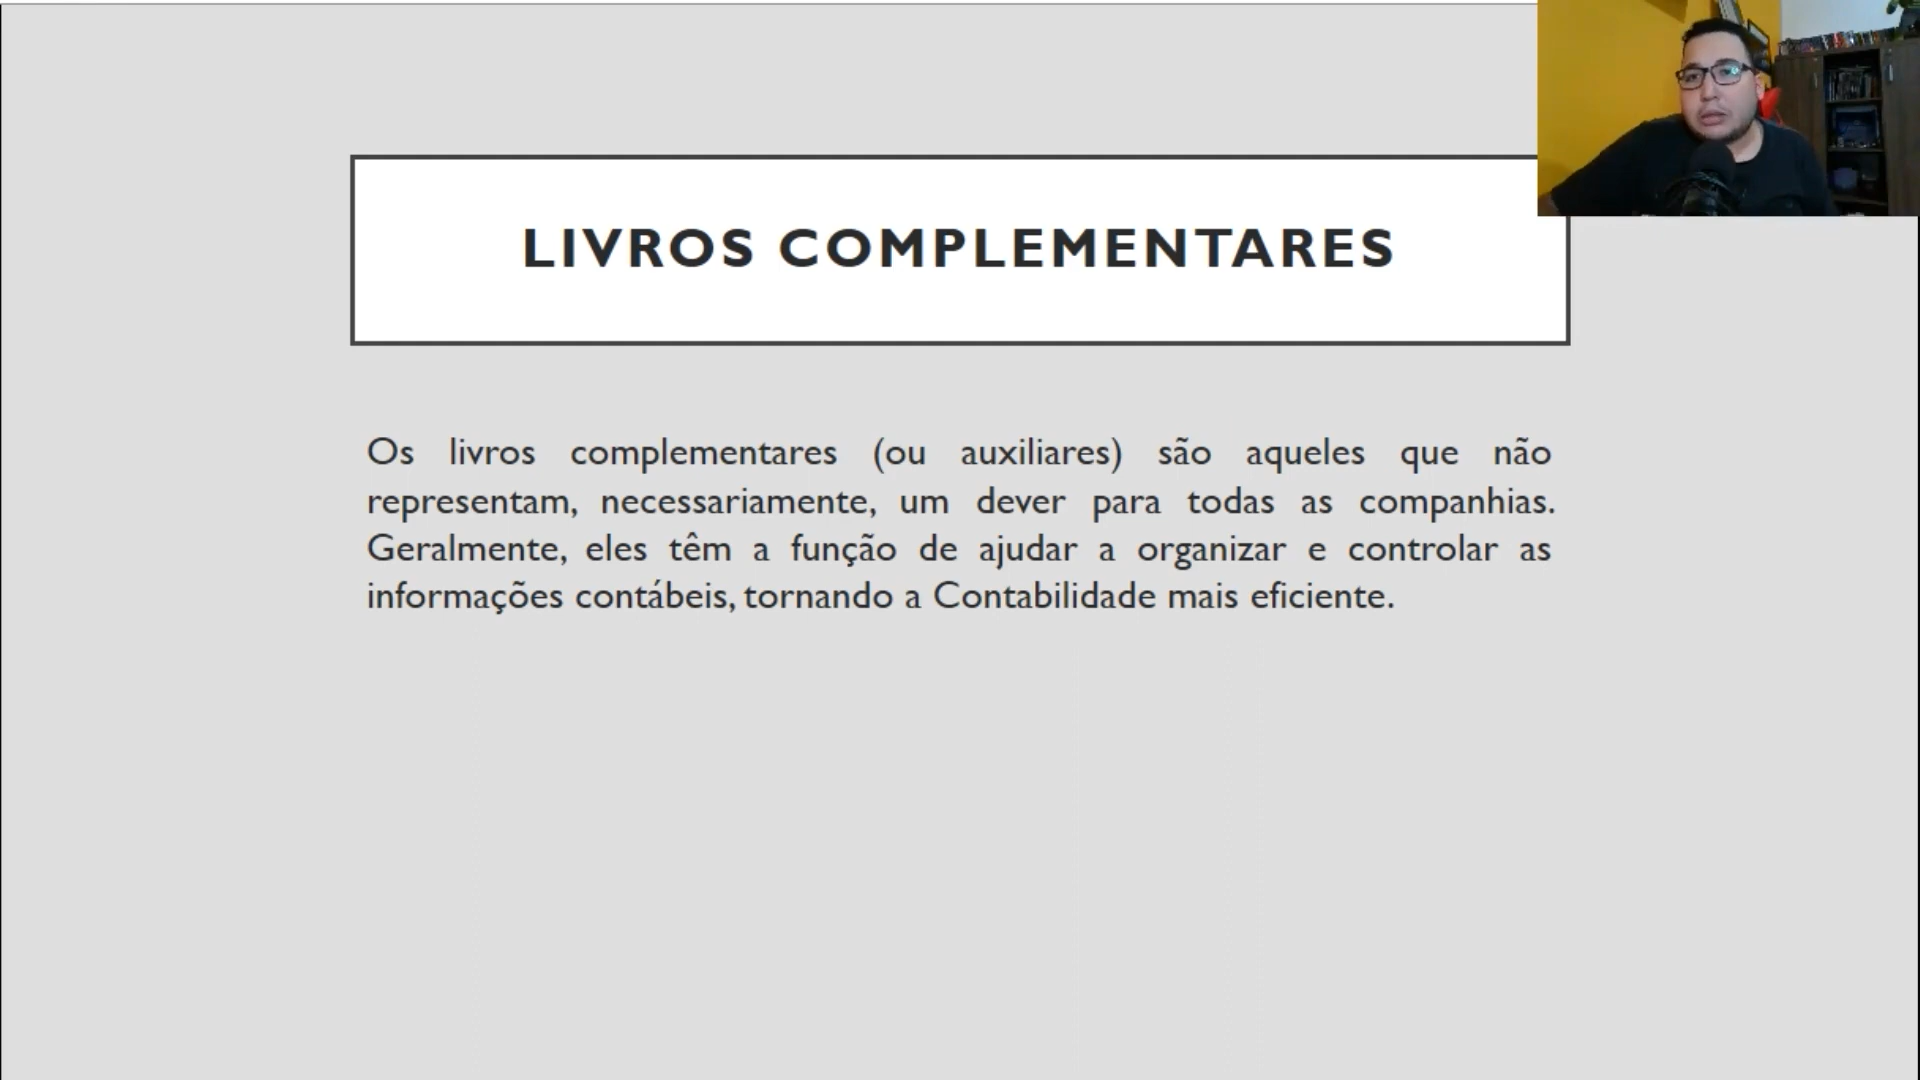 LIVROS COMPLEMENTARES
Os livros complementares (ou auxiliares) são aqueles que não
representam, necessariamente, um dever para todas as companhias.
Geralmente, eles têm a função de ajudar a organizar e controlar as
informações contábeis, tornando a Contabilidade mais eficiente.